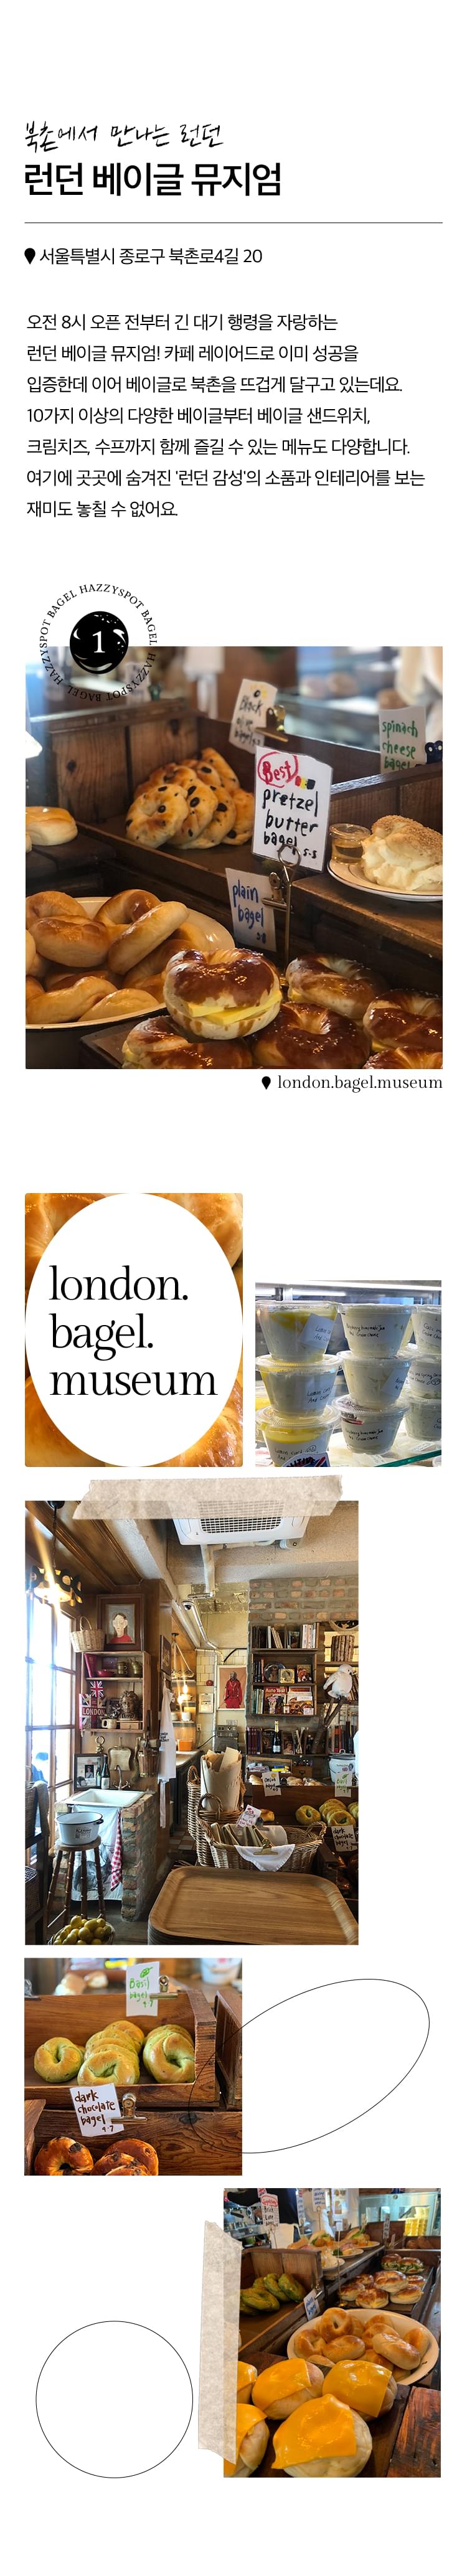 북촌에서 만나는 런던
런던 베이글 뮤지엄
서울특별시 종로구 북촌로4길 20
오전 8시 오픈 전부터 긴 대기 행령을 자랑하는
런던 베이글 뮤지엄! 카페 레이어드로 이미 성공을
입증한데 이어 베이글로 북촌을 뜨겁게 달구고 있는데요.
10가지 이상의 다양한 베이글부터 베이글 샌드위치,
크림치즈, 수프까지 함께 즐길 수 있는 메뉴도 다양합니다.
여기에 곳곳에 숨겨진 '런던 감성'의 소품과 인테리어를 보는
재미도 놓칠 수 없어요.
HAZZYSPOT BAGEL HAZZYSPOT BAGEL HAZZYSPOT BAGEL
1
black
bagel
spinach
cheese
bagel
Best
pretzel
butter
bagel
5.5
plain
bagel
london.bagel.museum
london.
bagel.
museum
LONDON
Basil
bagel
4.7
dark
chocolate
bagel
4.7